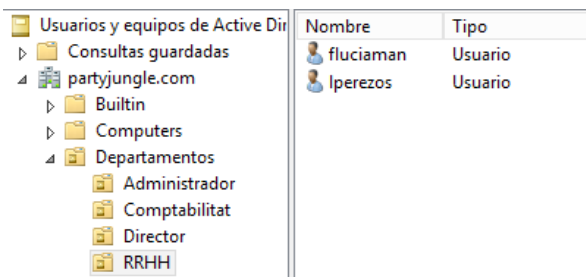 Usuarios y equipos de Active Dir
Consultas guardadas
partyjungle.com
Builtin
Computers
Departamentos
Administrador
Comptabilitat
Director
RRHH
Nombre Tipo
fluciaman Usuario
lperezos Usuario